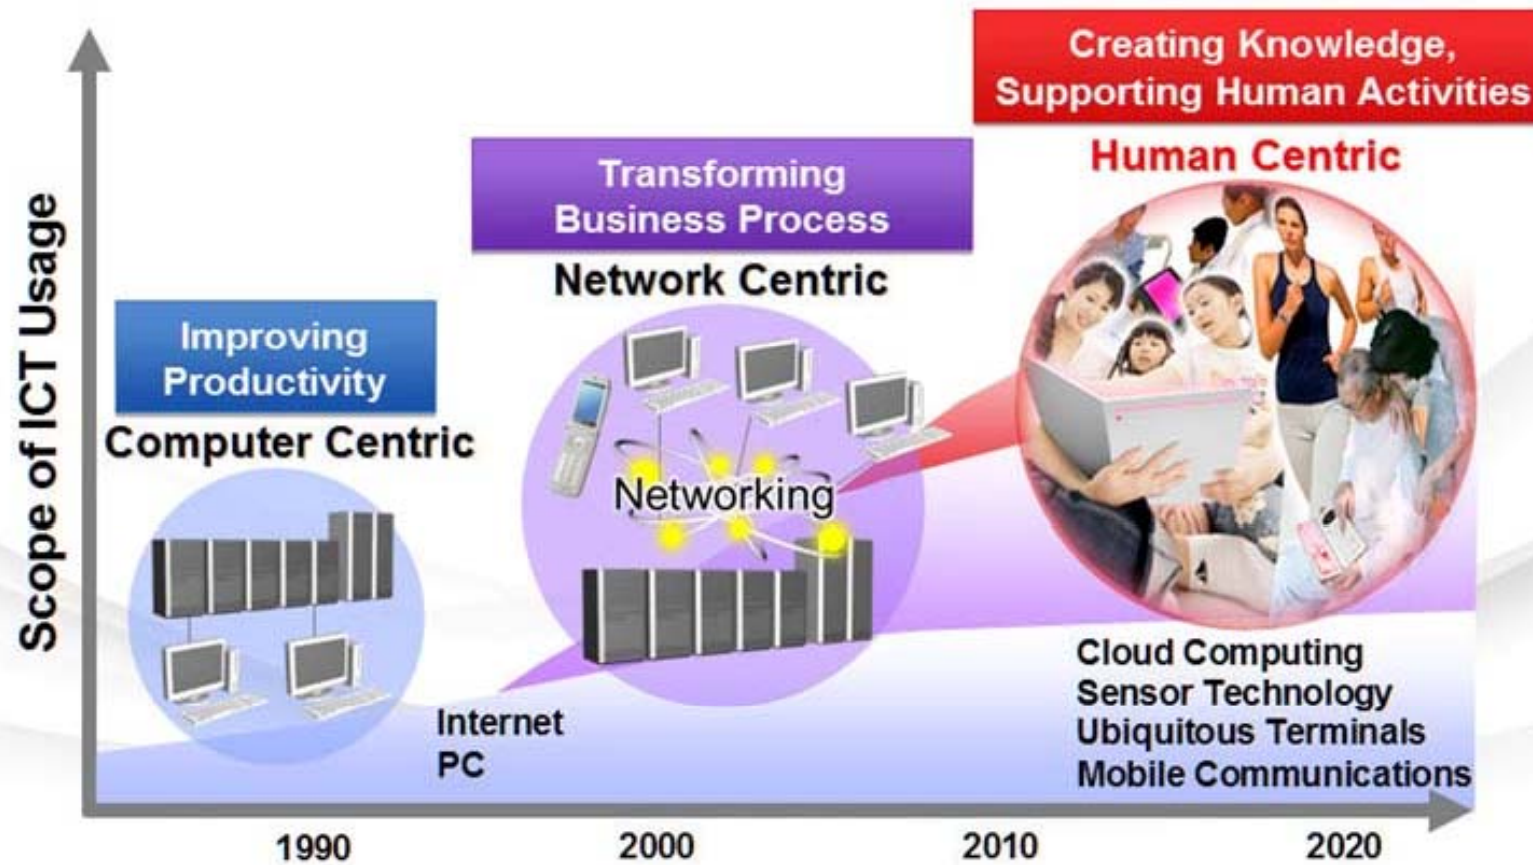 Creating Knowledge,
Supporting Human Activities
Human Centric
Transforming
Business Process
Network Centric
Improving
Productivity
Computer Centric
Networking
Scope of ICT Usage
Internet
PC
Cloud Computing
Sensor Technology
Ubiquitous Terminals
Mobile Communications
1990
2000
2010
2020